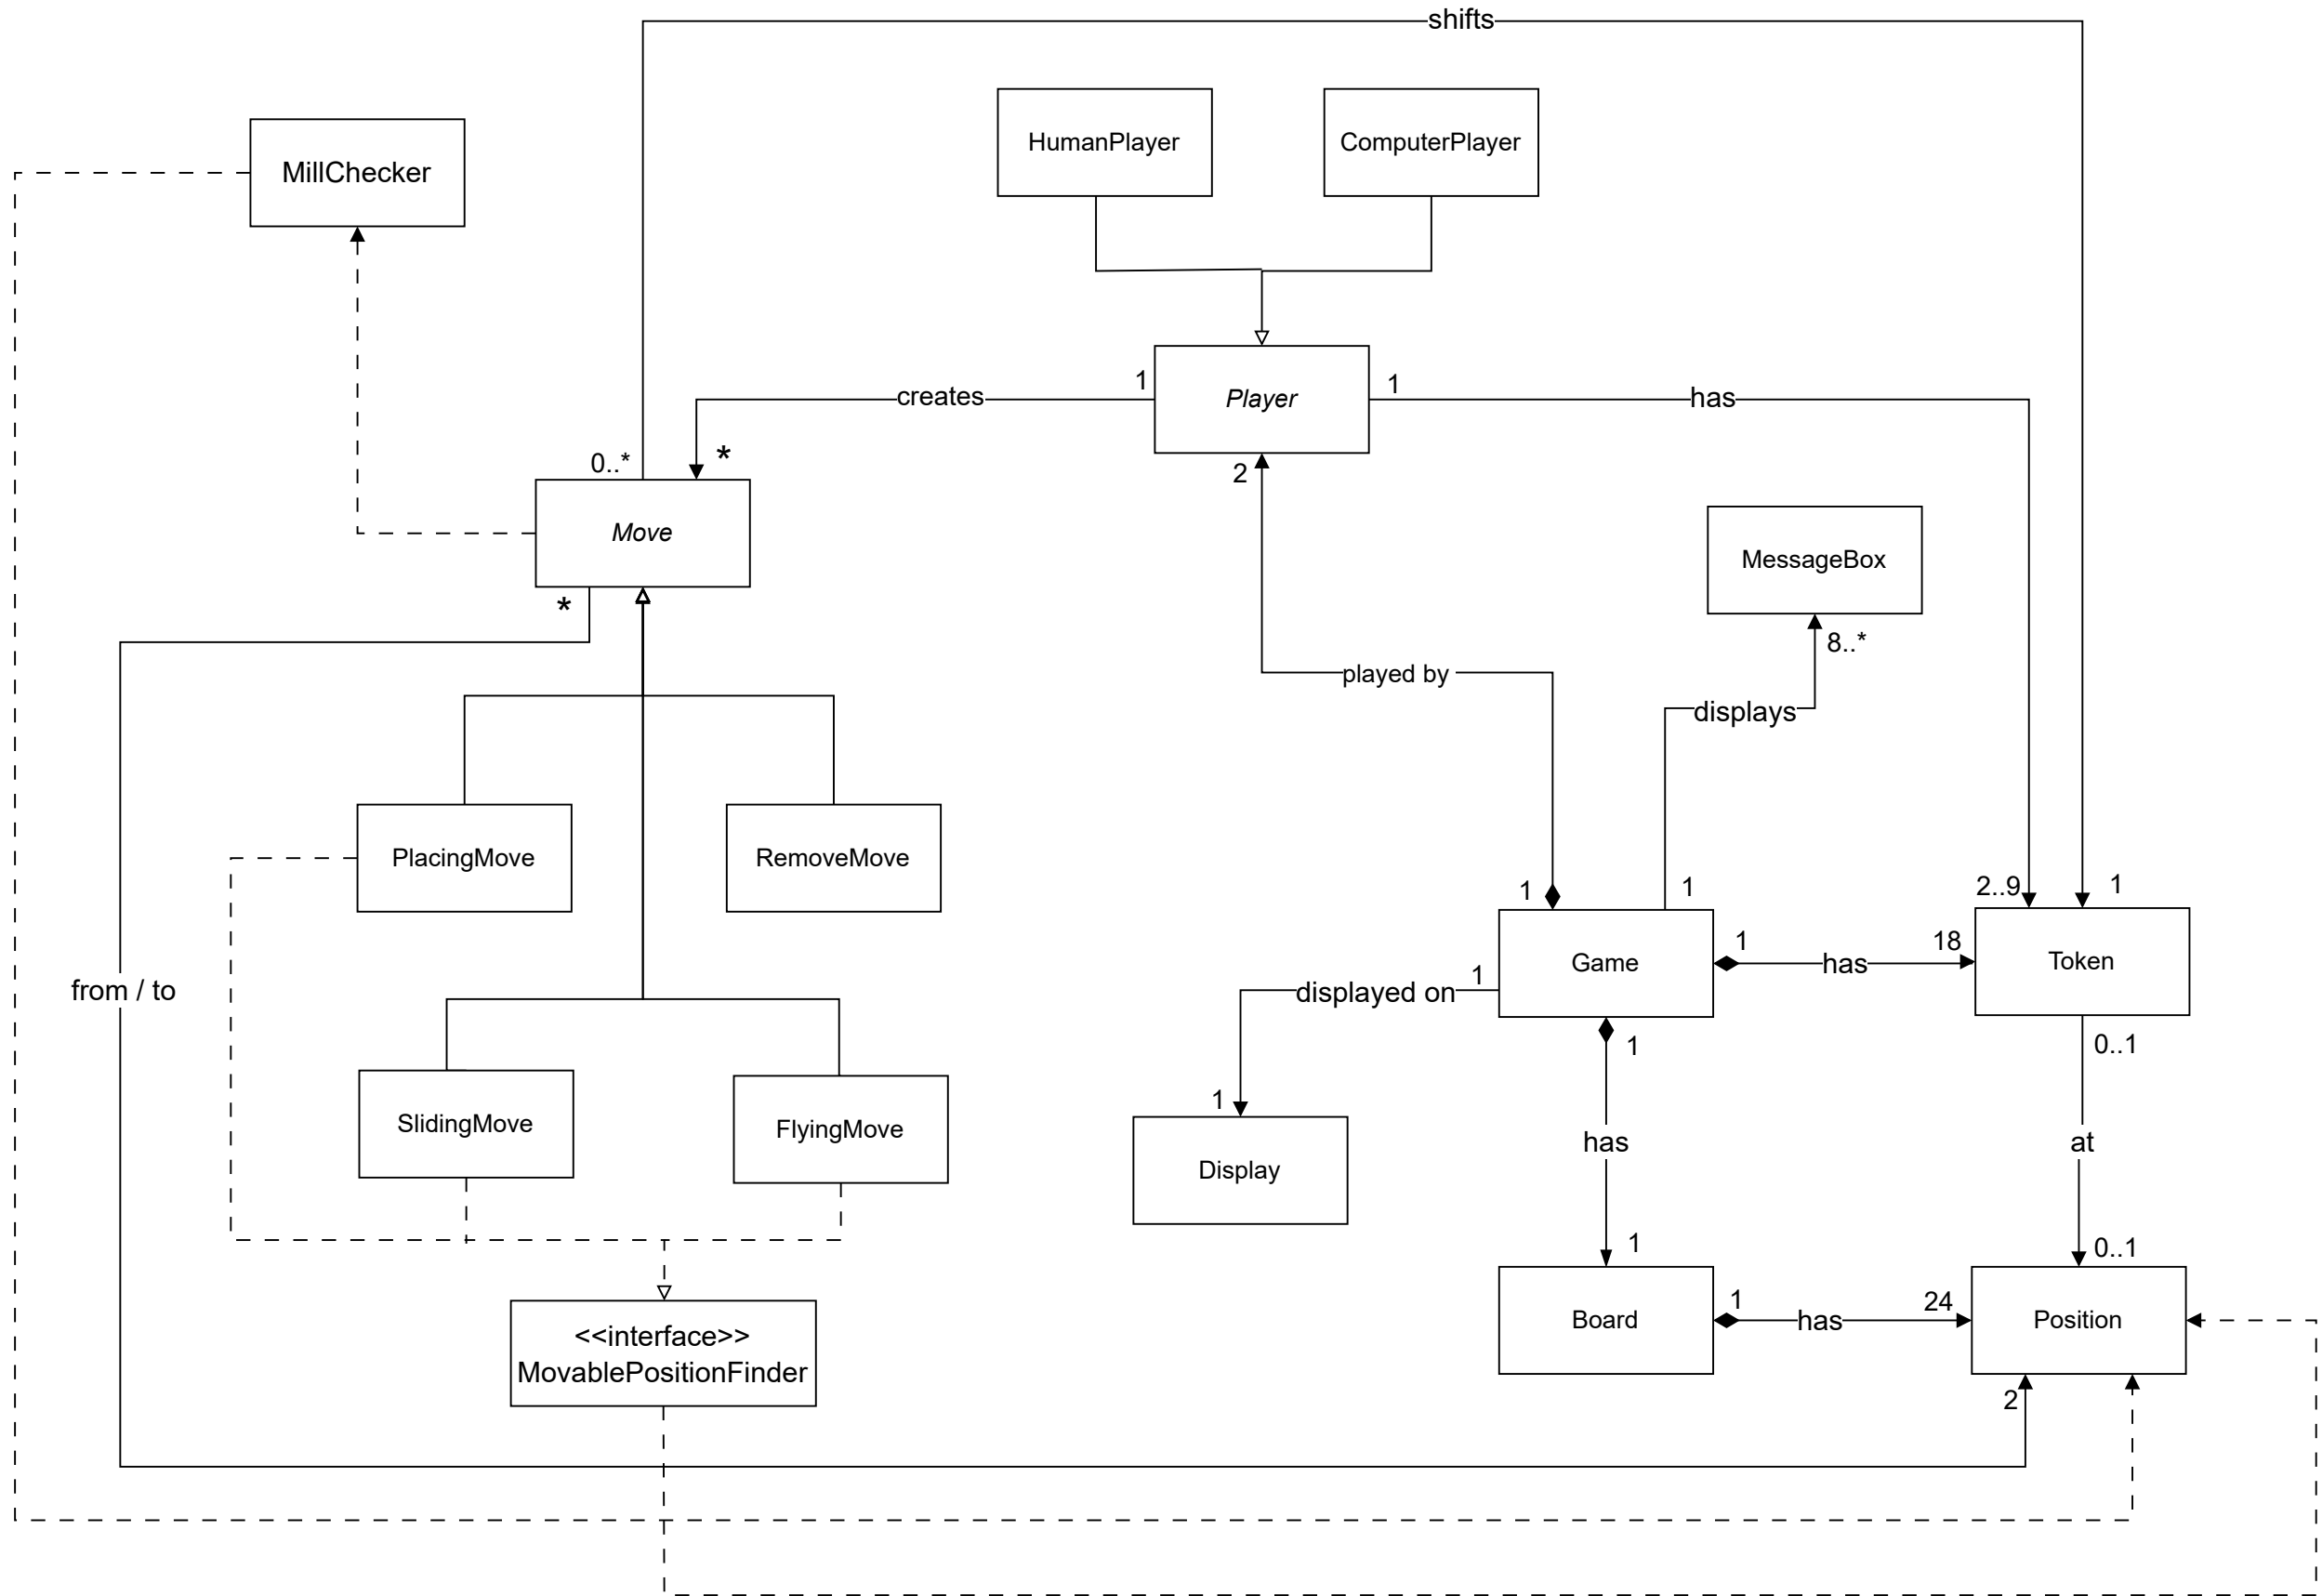 shifts
HumanPlayer
ComputerPlayer
MillChecker
1
creates
Player
1
has
0..*
*
2
Move
MessageBox
*
8..*
played by
displays
PlacingMove
RemoveMove
1
1
2..9
1
Game
1
has
18
Token
from / to
displayed on
1
1
0..1
1
SlidingMove
FlyingMove
Display
has
at
1
0..1
<<interface>>
MovablePositionFinder
Board
1
has
24
Position
2